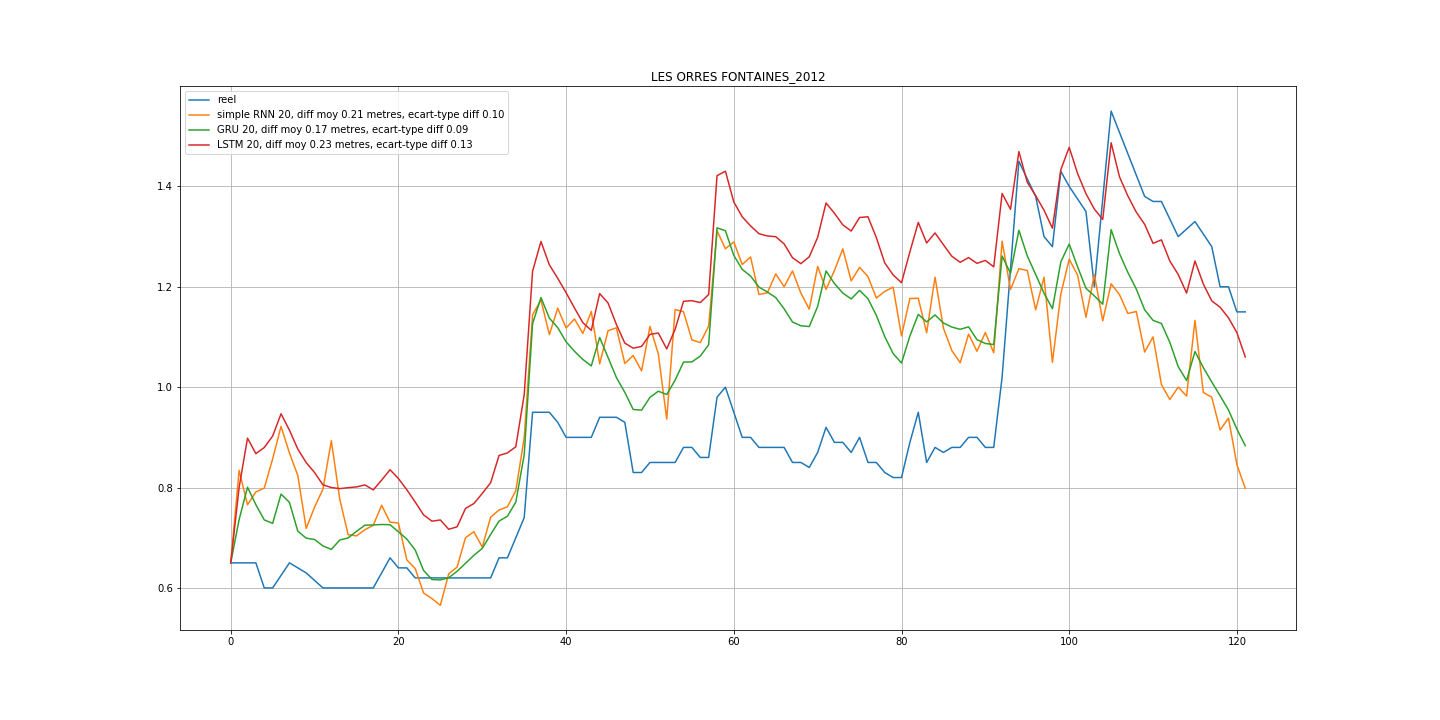 LES ORRES FONTAINES_2012
reel
simple RNN 20, diff moy 0.21 metres, ecart-type diff 0.10
GRU 20, diff moy 0.17 metres, ecart-type diff 0.09
LSTM 20, diff moy 0.23 metres, ecart-type diff 0.13
1.4
1.2
1.0
0.8
0.6
0 20 40 60 80 100 120